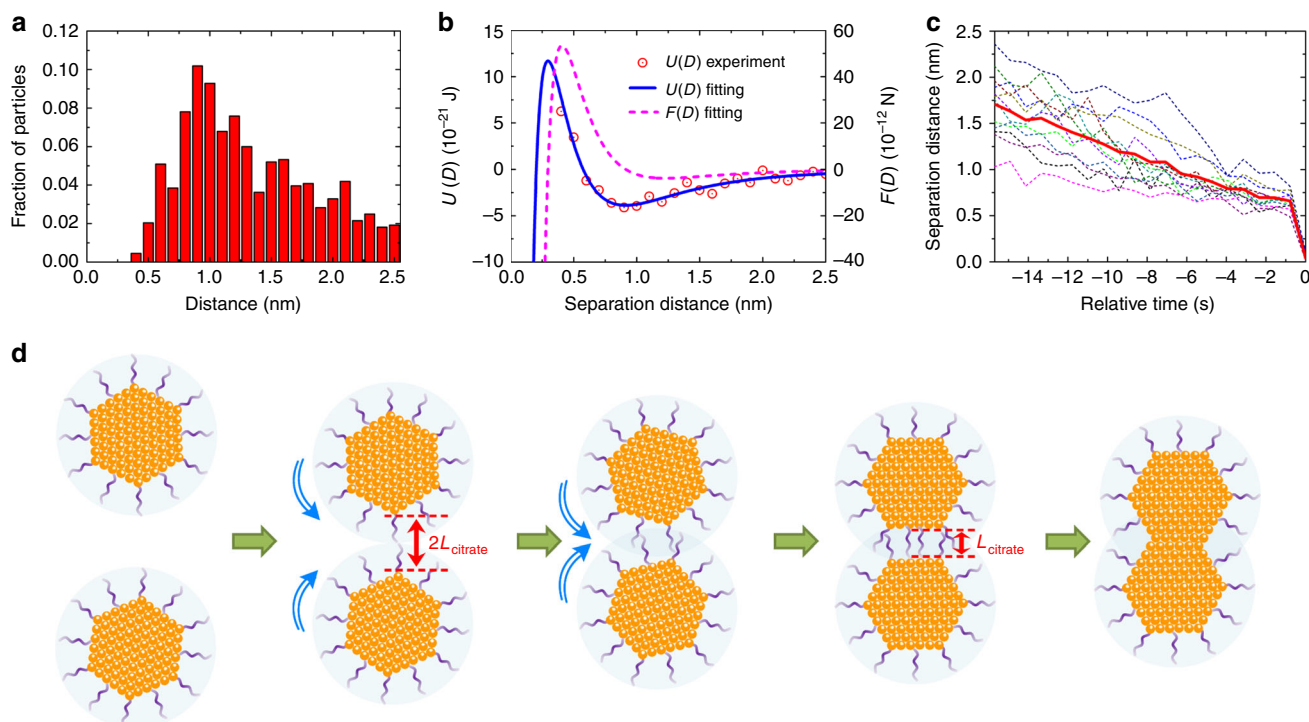 a
0.12
0.10
0.08
0.06
0.04
0.02
0.00
Fraction of particles
0.0 0.5 1.0 1.5 2.0 2.5
Distance (nm)
b
15
10
5
0
−5
−10
U (D) (10⁻²¹ J)
U(D) experiment
U(D) fitting
F(D) fitting
60
40
20
0
−20
−40
F(D) (10⁻¹² N)
0.0 0.5 1.0 1.5 2.0 2.5
Separation distance (nm)
c
2.5
2.0
1.5
1.0
0.5
0.0
Separation distance (nm)
−14 −12 −10 −8 −6 −4 −2 0
Relative time (s)
d
2Lcitrate
Lcitrate